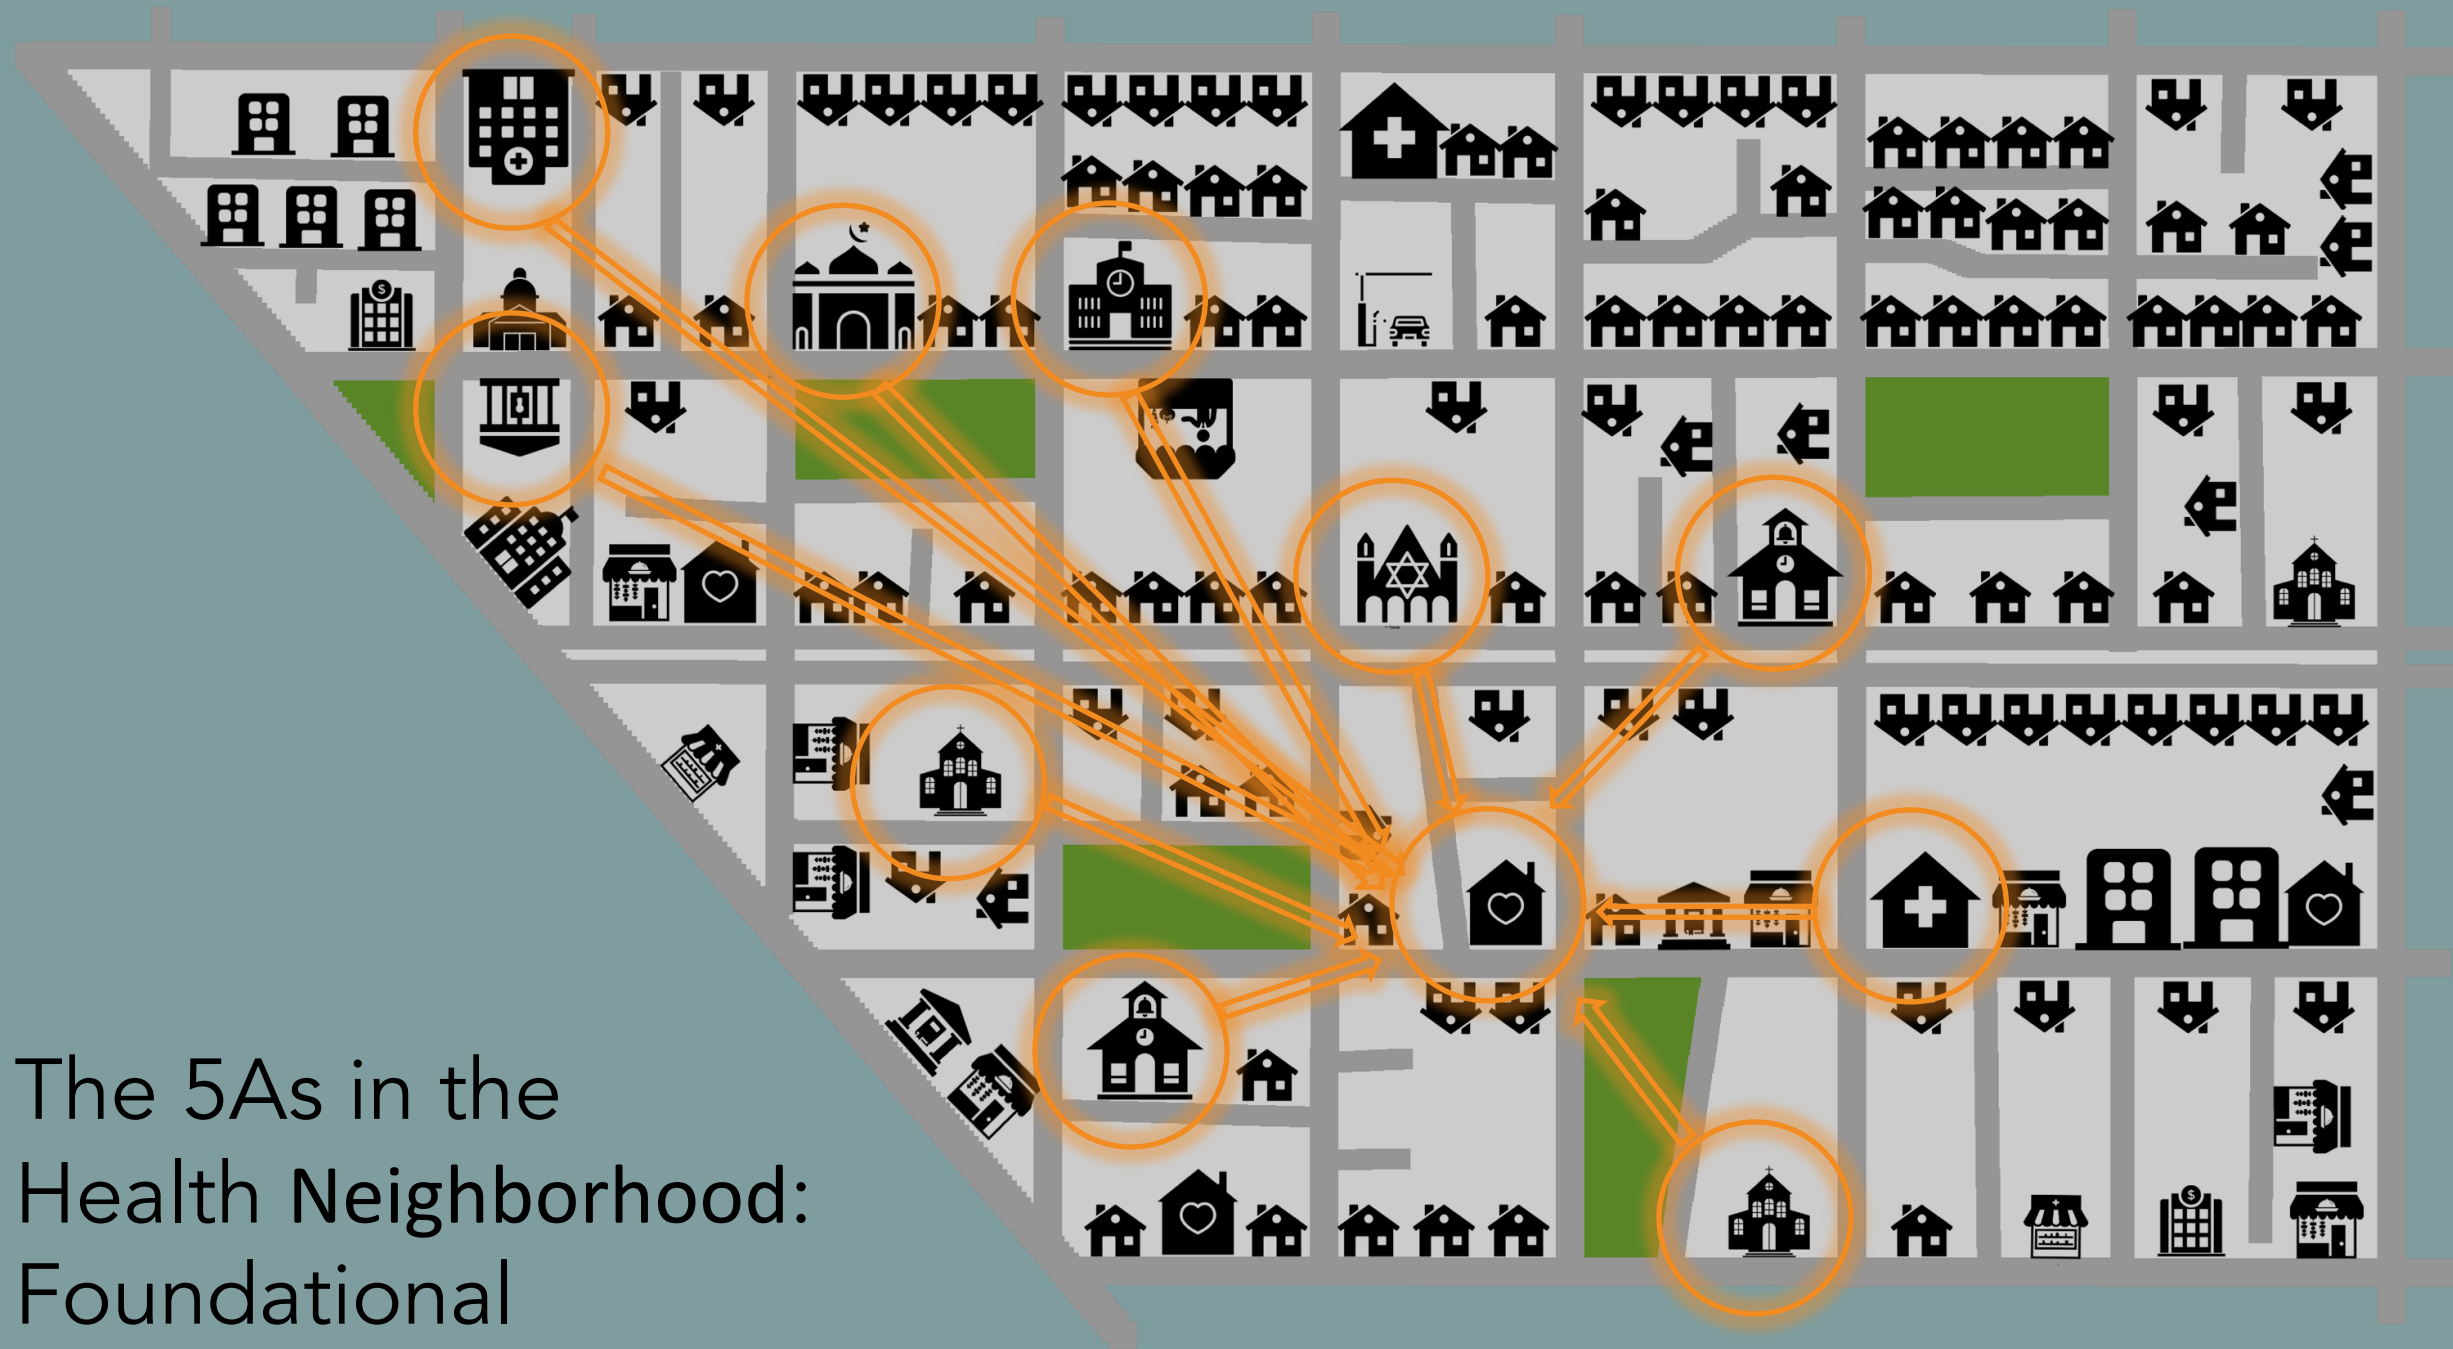 The 5As in the
Health Neighborhood:
Foundational
$
$